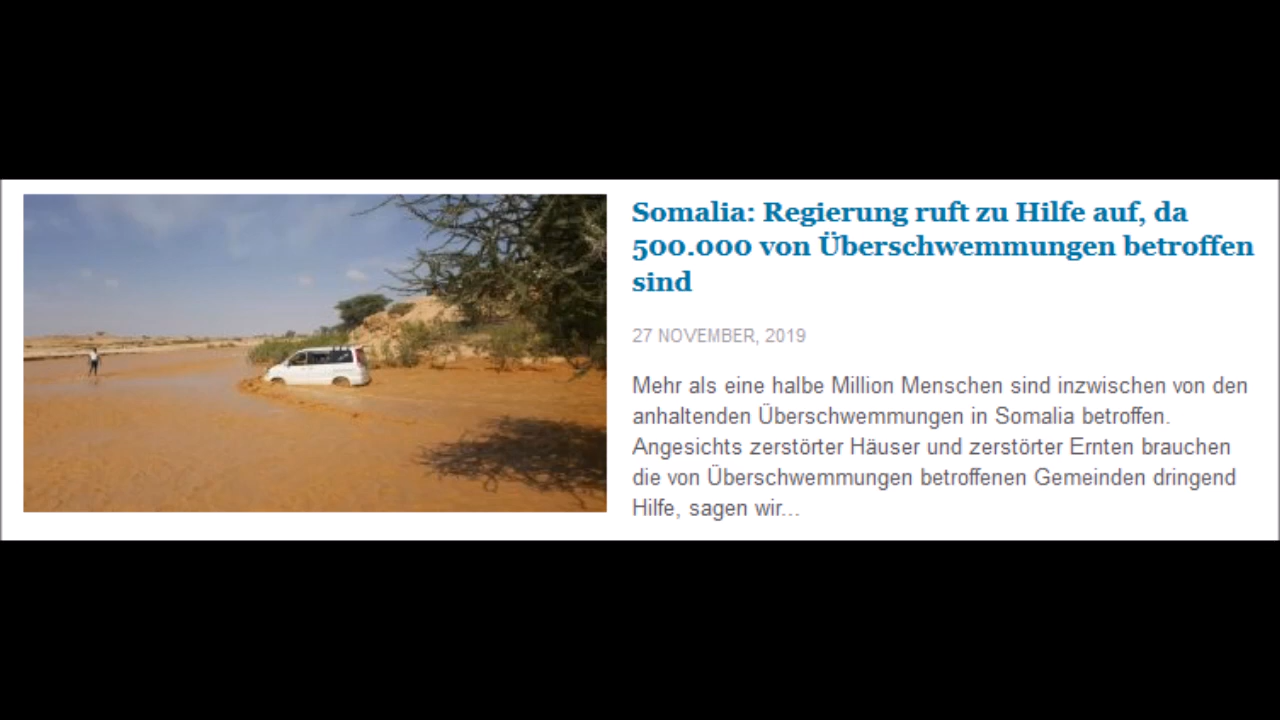 Somalia: Regierung ruft zu Hilfe auf, da
500.000 von Überschwemmungen betroffen
sind
27 NOVEMBER, 2019
Mehr als eine halbe Million Menschen sind inzwischen von den
anhaltenden Überschwemmungen in Somalia betroffen.
Angesichts zerstörter Häuser und zerstörter Ernten brauchen
die von Überschwemmungen betroffenen Gemeinden dringend
Hilfe, sagen wir...